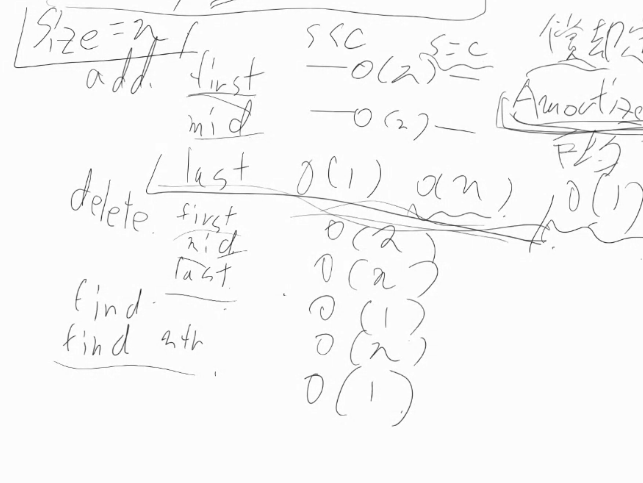 Size = n
s<c s=c
償却
add. first — O(n) —
Amortize
mid — O(n) —
平均
last O(1) O(n) O(1)
delete. first O(n)
mid O(n)
last O(1)
find. O(n)
find nth O(1)